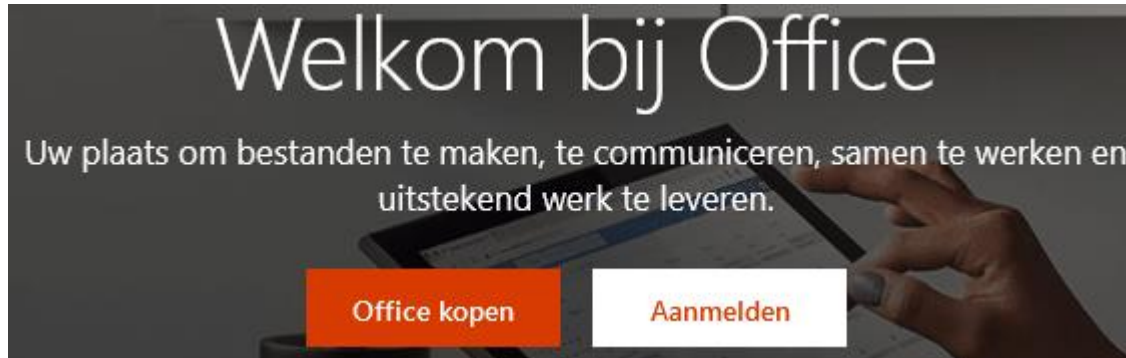 Welkom bij Office
Uw plaats om bestanden te maken, te communiceren, samen te werken en
uitstekend werk te leveren.
Office kopen
Aanmelden